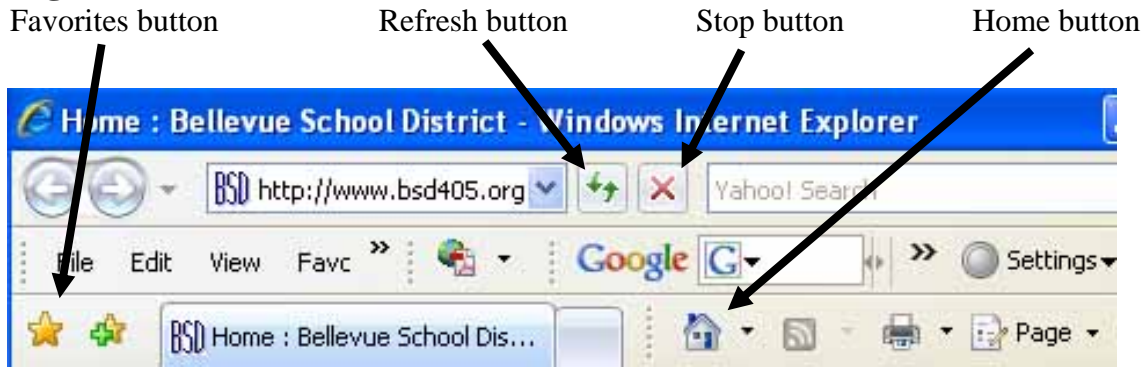 Favorites button Refresh button Stop button Home button
Home : Bellevue School District - Windows Internet Explorer
BSD http://www.bsd405.org Yahoo! Search
File Edit View Favc » Google G » Settings
BSD Home : Bellevue School Dis... Page